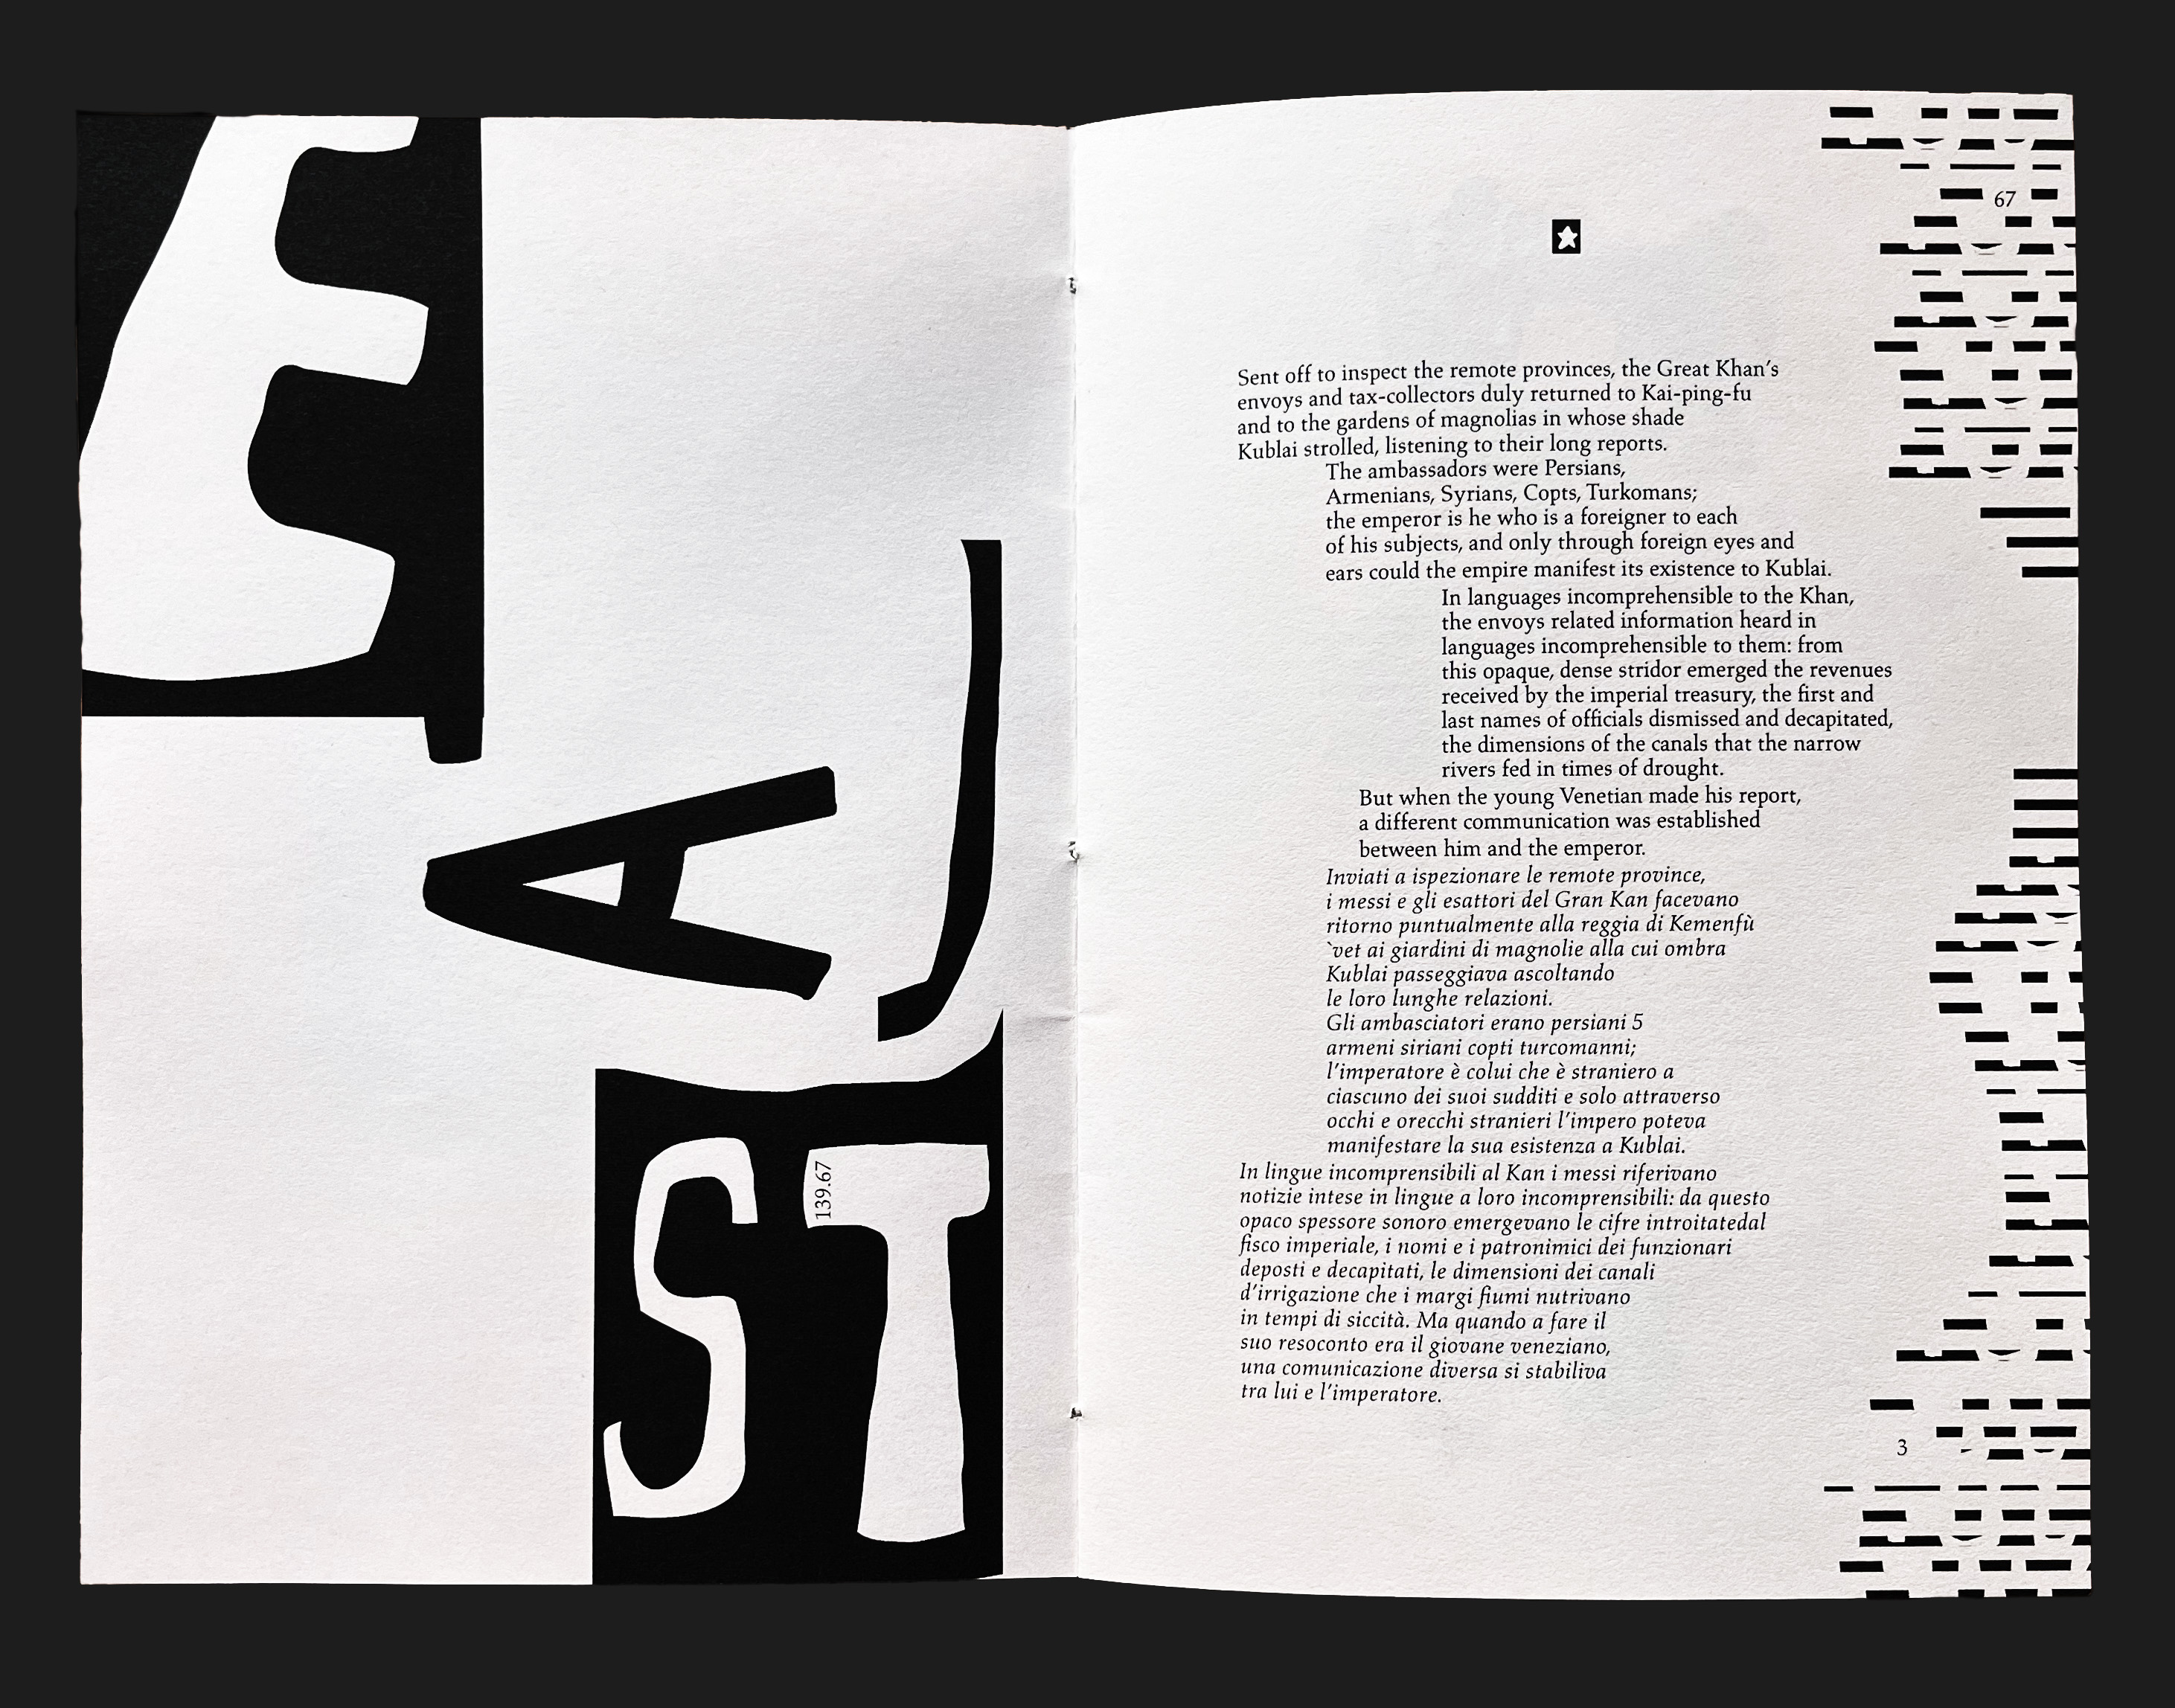 E
A
J
ST
139.67
67
Sent off to inspect the remote provinces, the Great Khan's
envoys and tax-collectors duly returned to Kai-ping-fu
and to the gardens of magnolias in whose shade
Kublai strolled, listening to their long reports.
The ambassadors were Persians,
Armenians, Syrians, Copts, Turkomans;
the emperor is he who is a foreigner to each
of his subjects, and only through foreign eyes and
ears could the empire manifest its existence to Kublai.
In languages incomprehensible to the Khan,
the envoys related information heard in
languages incomprehensible to them: from
this opaque, dense stridor emerged the revenues
received by the imperial treasury, the first and
last names of officials dismissed and decapitated,
the dimensions of the canals that the narrow
rivers fed in times of drought.
But when the young Venetian made his report,
a different communication was established
between him and the emperor.
Inviati a ispezionare le remote province,
i messi e gli esattori del Gran Kan facevano
ritorno puntualmente alla reggia di Kemenfù
`vet ai giardini di magnolie alla cui ombra
Kublai passeggiava ascoltando
le loro lunghe relazioni.
Gli ambasciatori erano persiani 5
armeni siriani copti turcomanni;
l'imperatore è colui che è straniero a
ciascuno dei suoi sudditi e solo attraverso
occhi e orecchi stranieri l'impero poteva
manifestare la sua esistenza a Kublai.
In lingue incomprensibili al Kan i messi riferivano
notizie intese in lingue a loro incomprensibili: da questo
opaco spessore sonoro emergevano le cifre introitatedal
fisco imperiale, i nomi e i patronimici dei funzionari
deposti e decapitati, le dimensioni dei canali
d'irrigazione che i margi fiumi nutrivano
in tempi di siccità. Ma quando a fare il
suo resoconto era il giovane veneziano,
una comunicazione diversa si stabiliva
tra lui e l'imperatore.
3